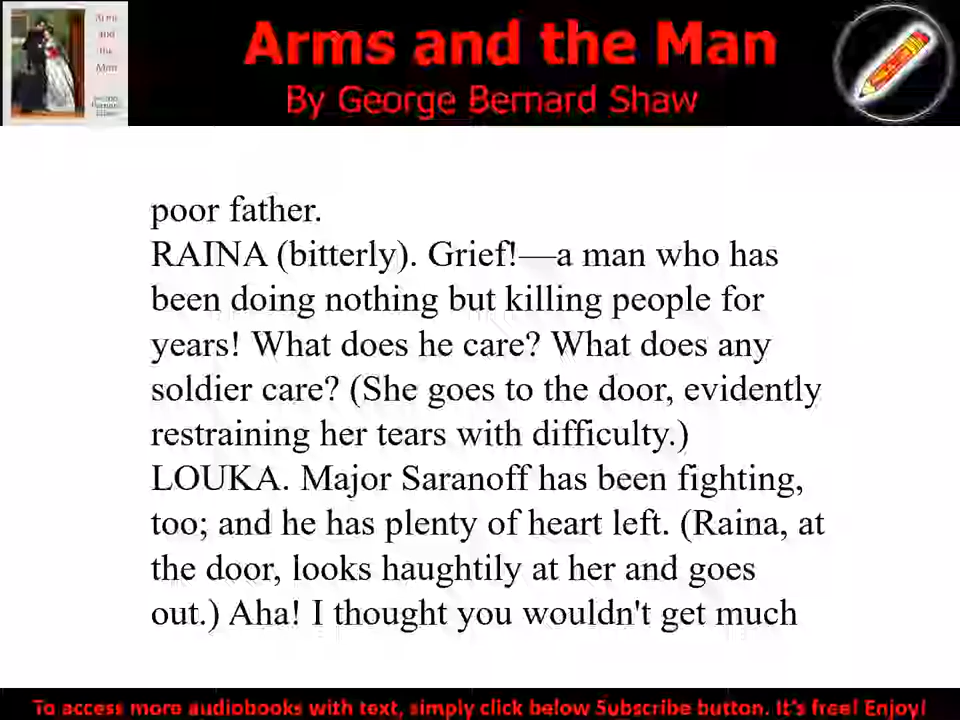 Arms and the Man
By George Bernard Shaw
Arms
and
the
Man
poor father.
RAINA (bitterly). Grief!—a man who has
been doing nothing but killing people for
years! What does he care? What does any
soldier care? (She goes to the door, evidently
restraining her tears with difficulty.)
LOUKA. Major Saranoff has been fighting,
too; and he has plenty of heart left. (Raina, at
the door, looks haughtily at her and goes
out.) Aha! I thought you wouldn't get much
To access more audiobooks with text, simply click below Subscribe button. It's free! Enjoy!